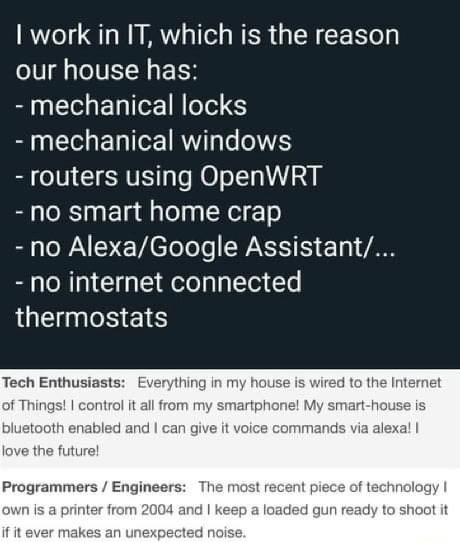 I work in IT, which is the reason
our house has:
- mechanical locks
- mechanical windows
- routers using OpenWRT
- no smart home crap
- no Alexa/Google Assistant/...
- no internet connected
thermostats
Tech Enthusiasts: Everything in my house is wired to the Internet
of Things! I control it all from my smartphone! My smart-house is
bluetooth enabled and I can give it voice commands via alexa! I
love the future!
Programmers / Engineers: The most recent piece of technology I
own is a printer from 2004 and I keep a loaded gun ready to shoot it
if it ever makes an unexpected noise.